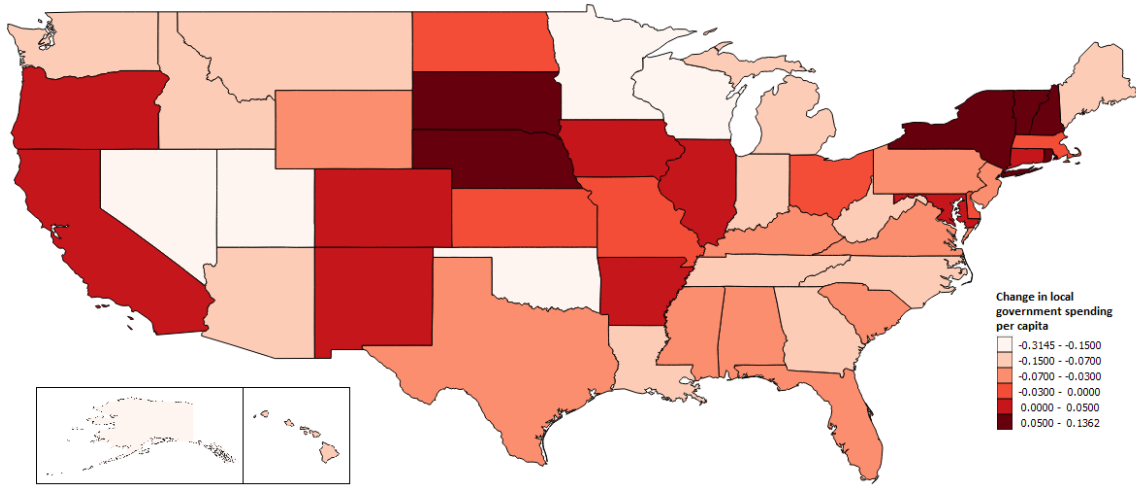 Change in local
government spending
per capita
-0.3145 - -0.1500
-0.1500 - -0.0700
-0.0700 - -0.0300
-0.0300 - 0.0000
0.0000 - 0.0500
0.0500 - 0.1362